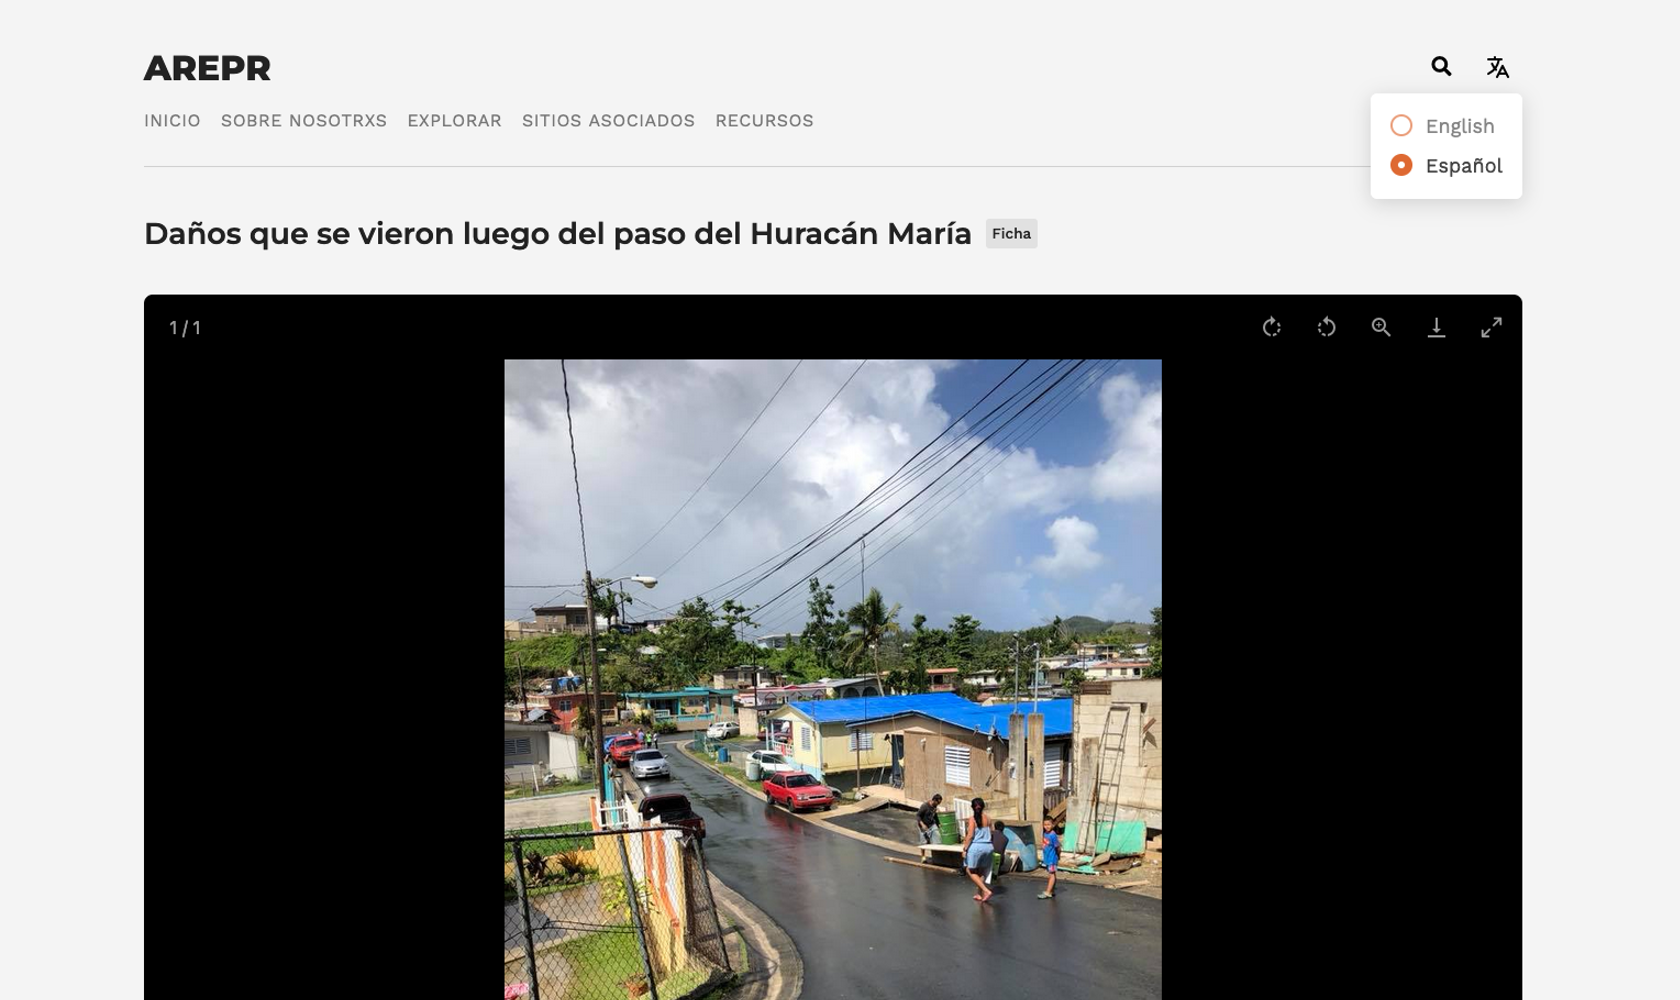 AREPR
INICIO SOBRE NOSOTRXS EXPLORAR SITIOS ASOCIADOS RECURSOS
English
Español
Daños que se vieron luego del paso del Huracán María Ficha
1 / 1